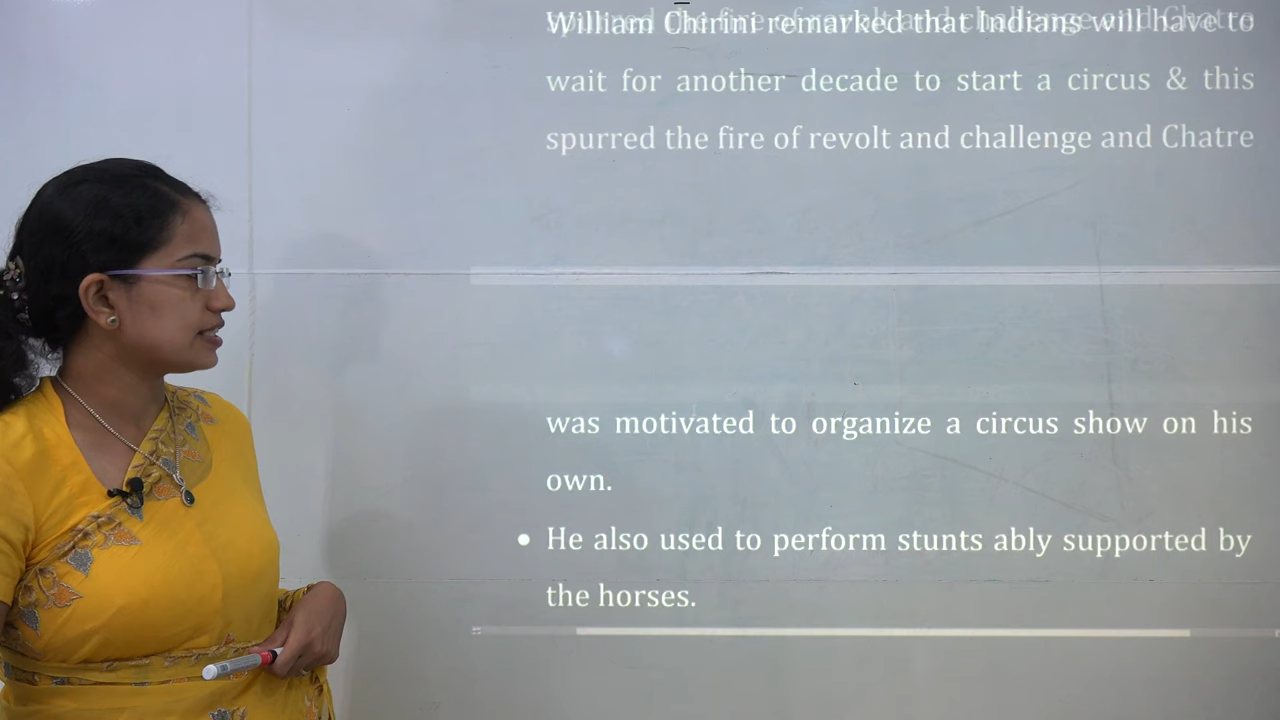 William Chirini remarked that Indians will have to
wait for another decade to start a circus & this
spurred the fire of revolt and challenge and Chatre
was motivated to organize a circus show on his
own.
• He also used to perform stunts ably supported by
the horses.